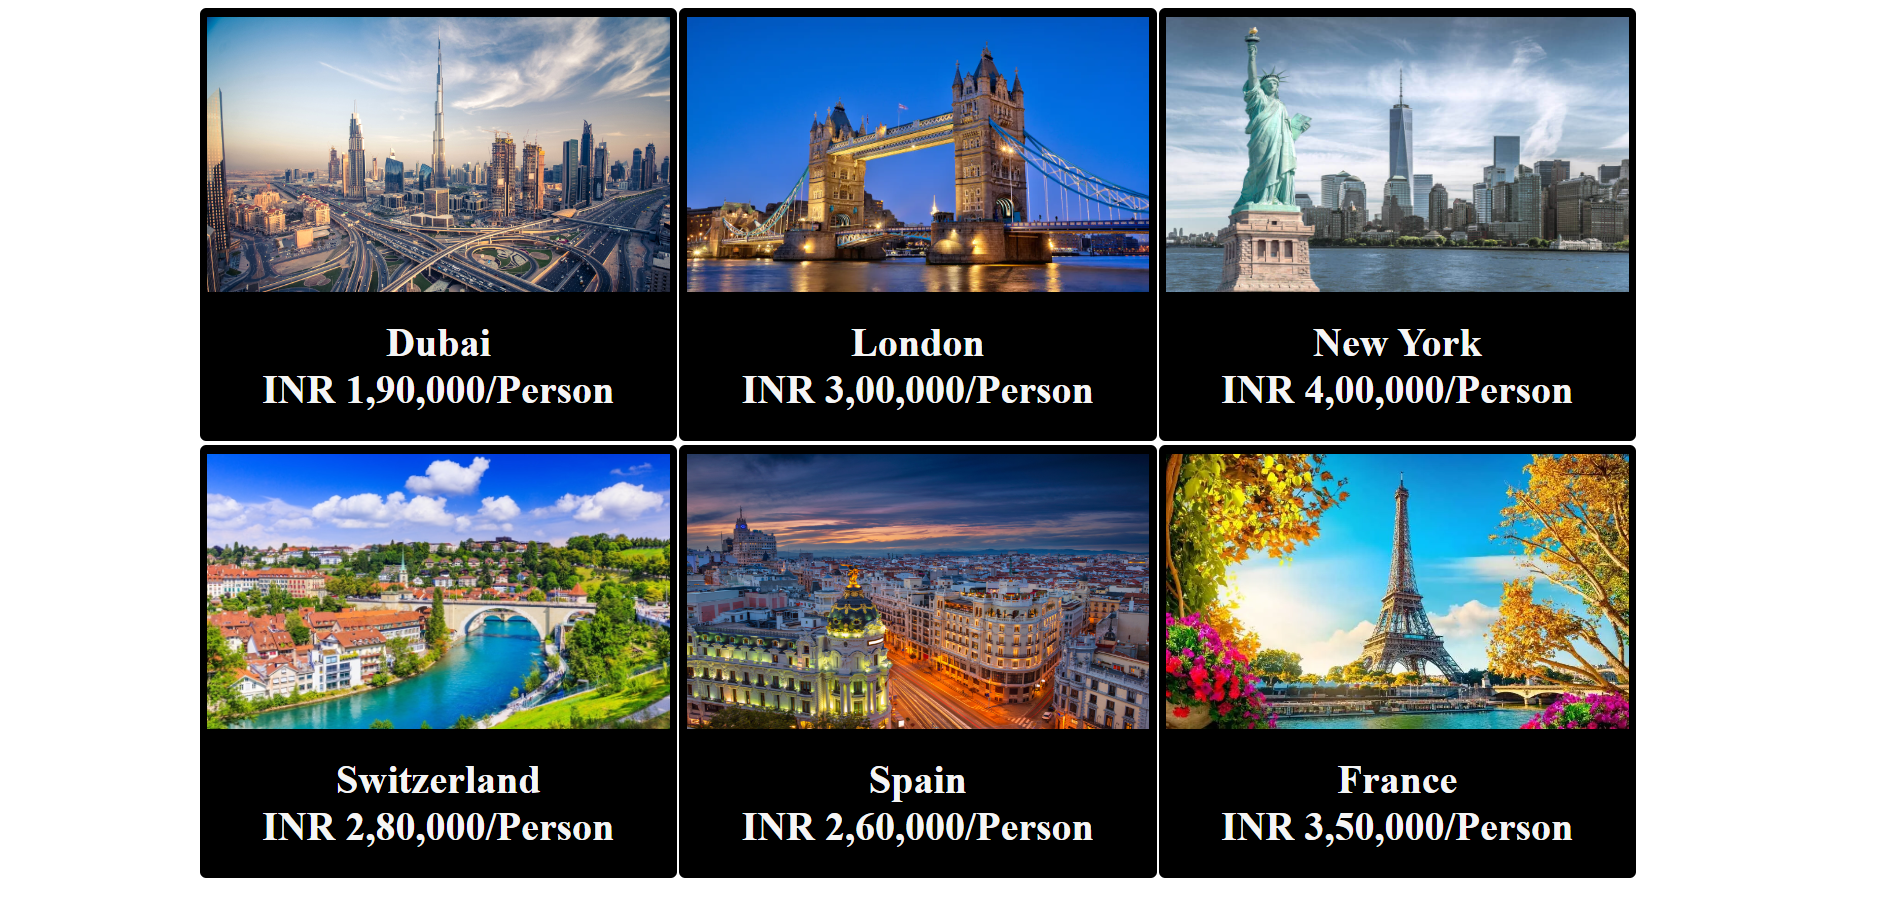 Dubai
INR 1,90,000/Person
London
INR 3,00,000/Person
New York
INR 4,00,000/Person
Switzerland
INR 2,80,000/Person
Spain
INR 2,60,000/Person
France
INR 3,50,000/Person